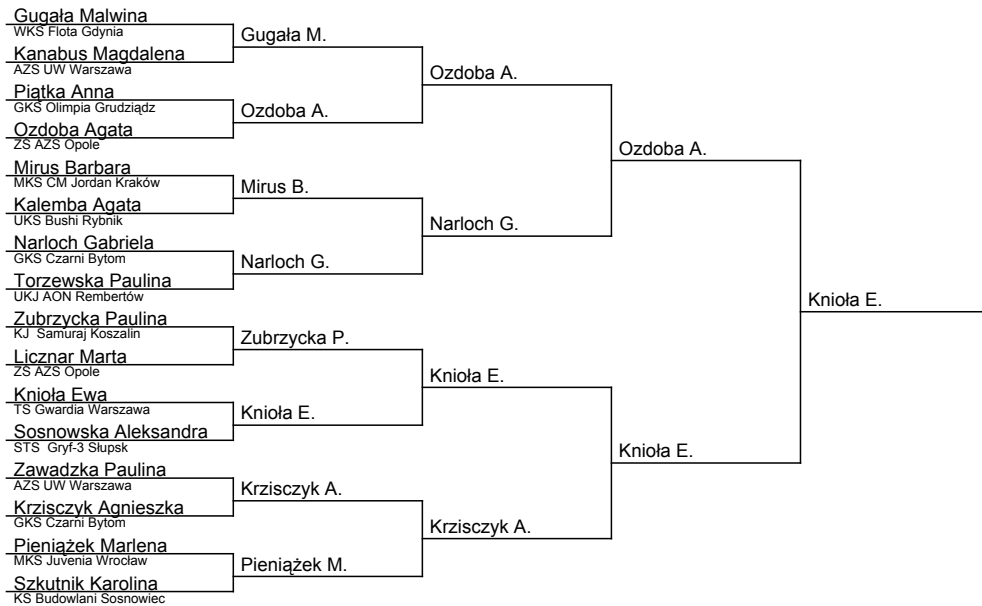 Gugała Malwina
WKS Flota Gdynia
Kanabus Magdalena
AZS UW Warszawa
Piątka Anna
GKS Olimpia Grudziądz
Ozdoba Agata
ZS AZS Opole
Mirus Barbara
MKS CM Jordan Kraków
Kalemba Agata
UKS Bushi Rybnik
Narloch Gabriela
GKS Czarni Bytom
Torzewska Paulina
UKJ AON Rembertów
Zubrzycka Paulina
KJ Samuraj Koszalin
Licznar Marta
ZS AZS Opole
Knioła Ewa
TS Gwardia Warszawa
Sosnowska Aleksandra
STS Gryf-3 Słupsk
Zawadzka Paulina
AZS UW Warszawa
Krzisczyk Agnieszka
GKS Czarni Bytom
Pieniążek Marlena
MKS Juvenia Wrocław
Szkutnik Karolina
KS Budowlani Sosnowiec
Gugała M.
Ozdoba A.
Mirus B.
Narloch G.
Zubrzycka P.
Knioła E.
Krzisczyk A.
Pieniążek M.
Ozdoba A.
Narloch G.
Knioła E.
Krzisczyk A.
Ozdoba A.
Knioła E.
Knioła E.